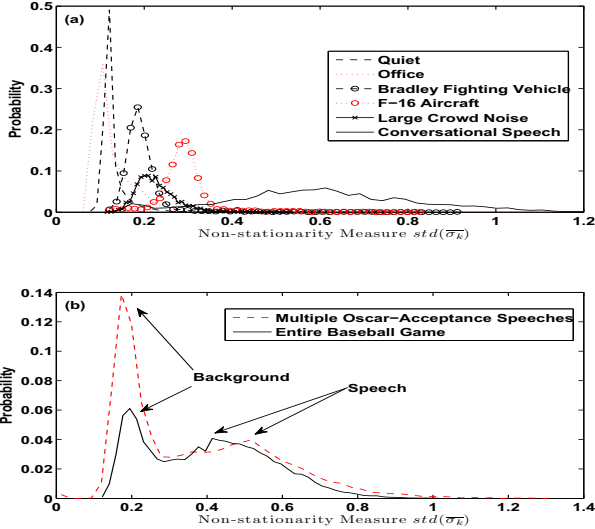 (a)
0.5
0.4
0.3
0.2
0.1
0
Probability
Quiet
Office
Bradley Fighting Vehicle
F-16 Aircraft
Large Crowd Noise
Conversational Speech
0 0.2 0.4 0.6 0.8 1 1.2
Non-stationarity Measure std(σ̅ₖ)
(b)
0.14
0.12
0.1
0.08
0.06
0.04
0.02
0
Probability
Multiple Oscar-Acceptance Speeches
Entire Baseball Game
Background
Speech
0 0.2 0.4 0.6 0.8 1 1.2 1.4
Non-stationarity Measure std(σ̅ₖ)